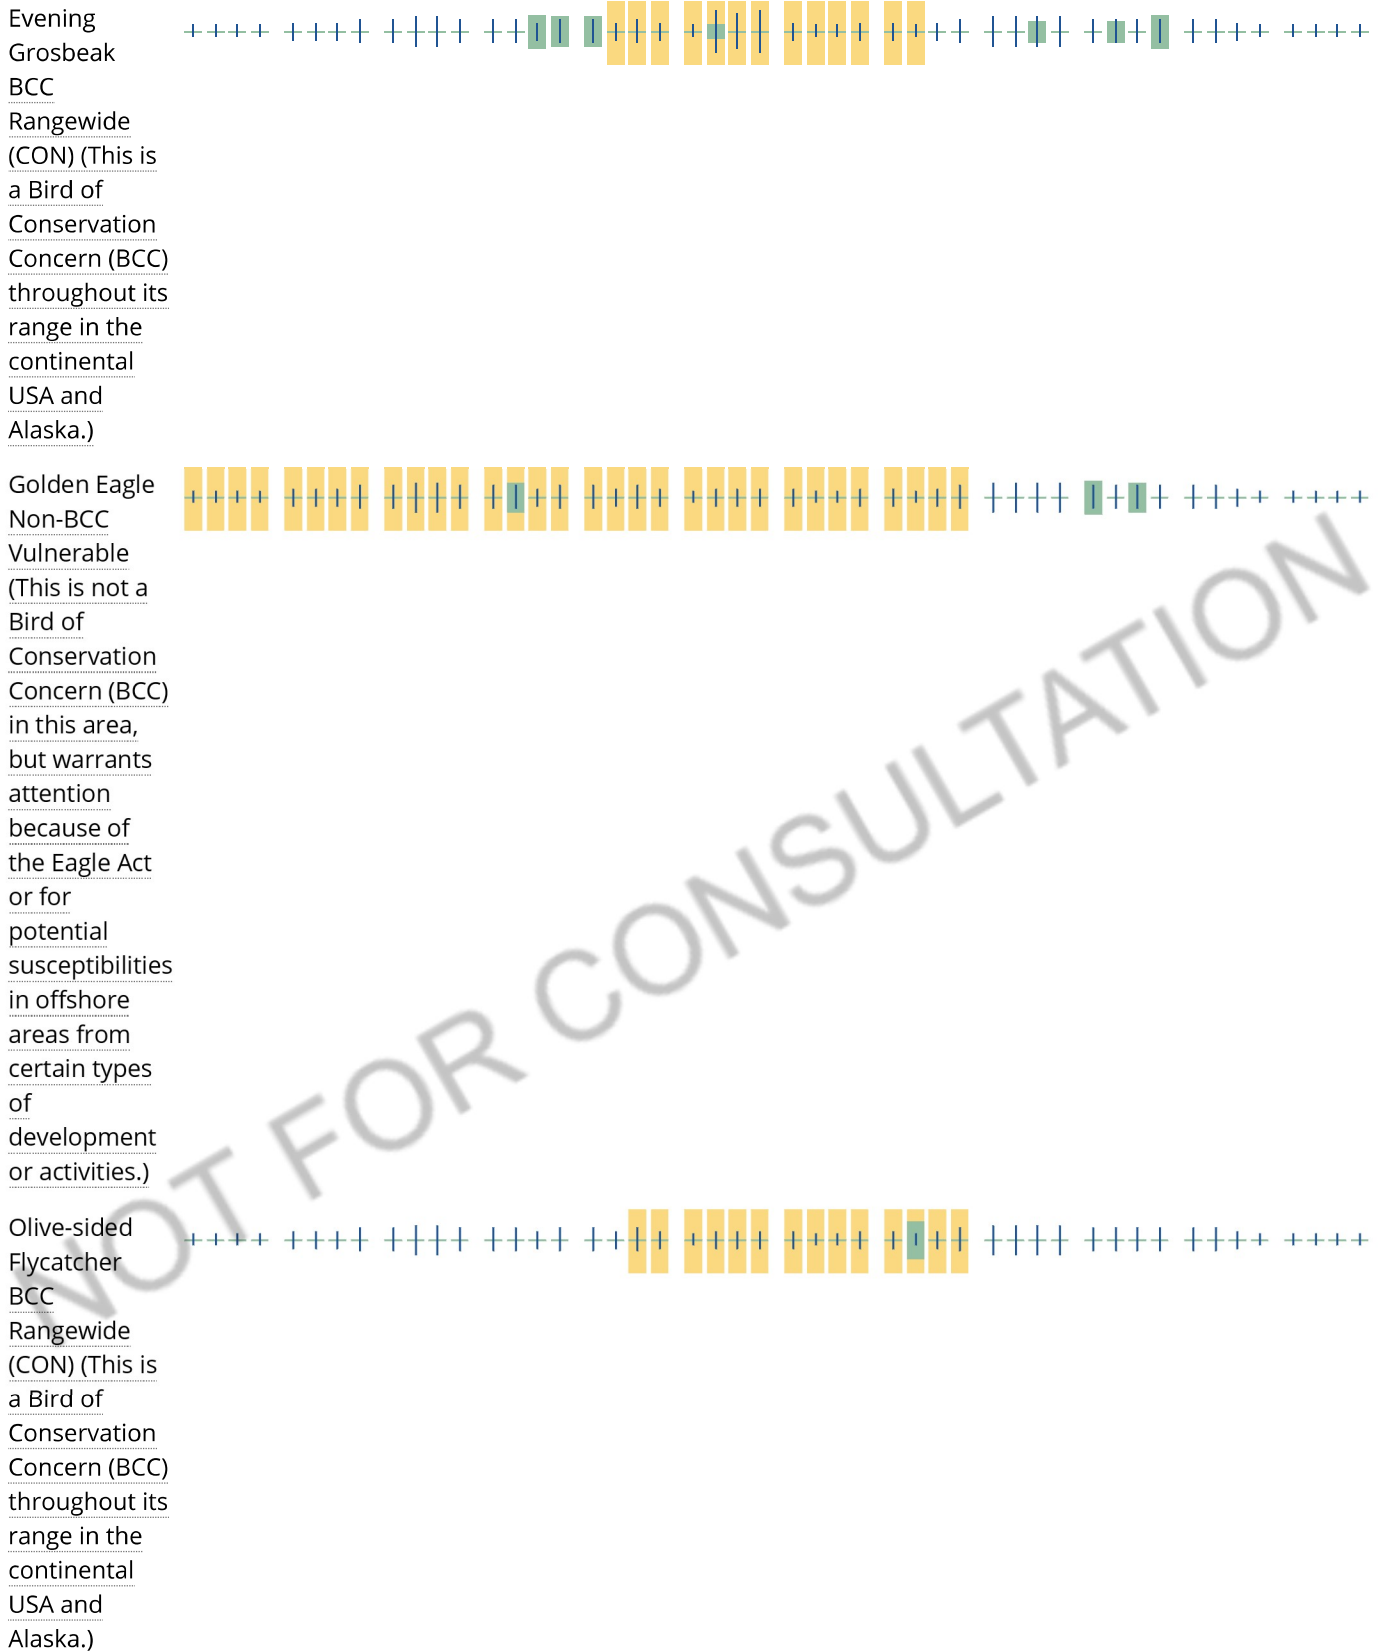 Evening
Grosbeak
BCC
Rangewide
(CON) (This is
a Bird of
Conservation
Concern (BCC)
throughout its
range in the
continental
USA and
Alaska.)
Golden Eagle
Non-BCC
Vulnerable
(This is not a
Bird of
Conservation
Concern (BCC)
in this area,
but warrants
attention
because of
the Eagle Act
or for
potential
susceptibilities
in offshore
areas from
certain types
of
development
or activities.)
Olive-sided
Flycatcher
BCC
Rangewide
(CON) (This is
a Bird of
Conservation
Concern (BCC)
throughout its
range in the
continental
USA and
Alaska.)
NOT FOR CONSULTATION